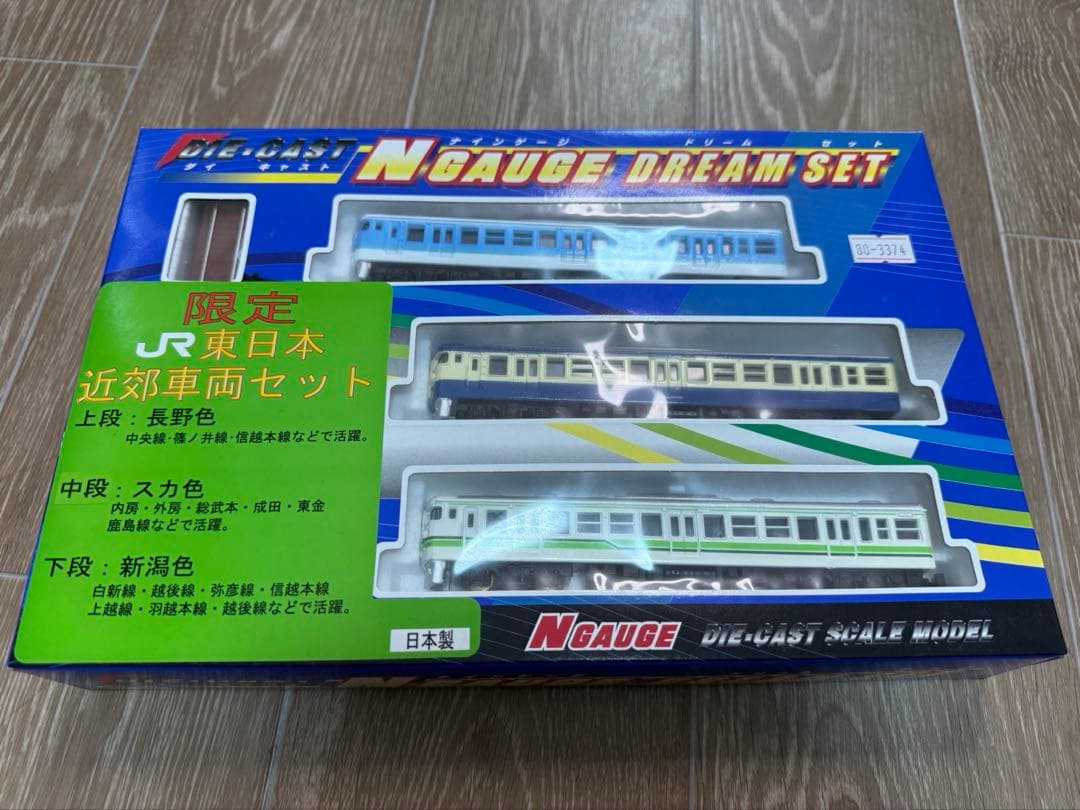 DIE-CAST
ダイ キャスト
ナインゲージ ドリーム セット
N GAUGE DREAM SET
80-3374
限定
JR東日本
近郊車両セット
上段：長野色
中央線・篠ノ井線・信越本線などで活躍。
中段：スカ色
内房・外房・総武本・成田・東金
鹿島線などで活躍。
下段：新潟色
白新線・越後線・弥彦線・信越本線
上越線・羽越本線・越後線などで活躍。
日本製
N GAUGE DIE-CAST SCALE MODEL